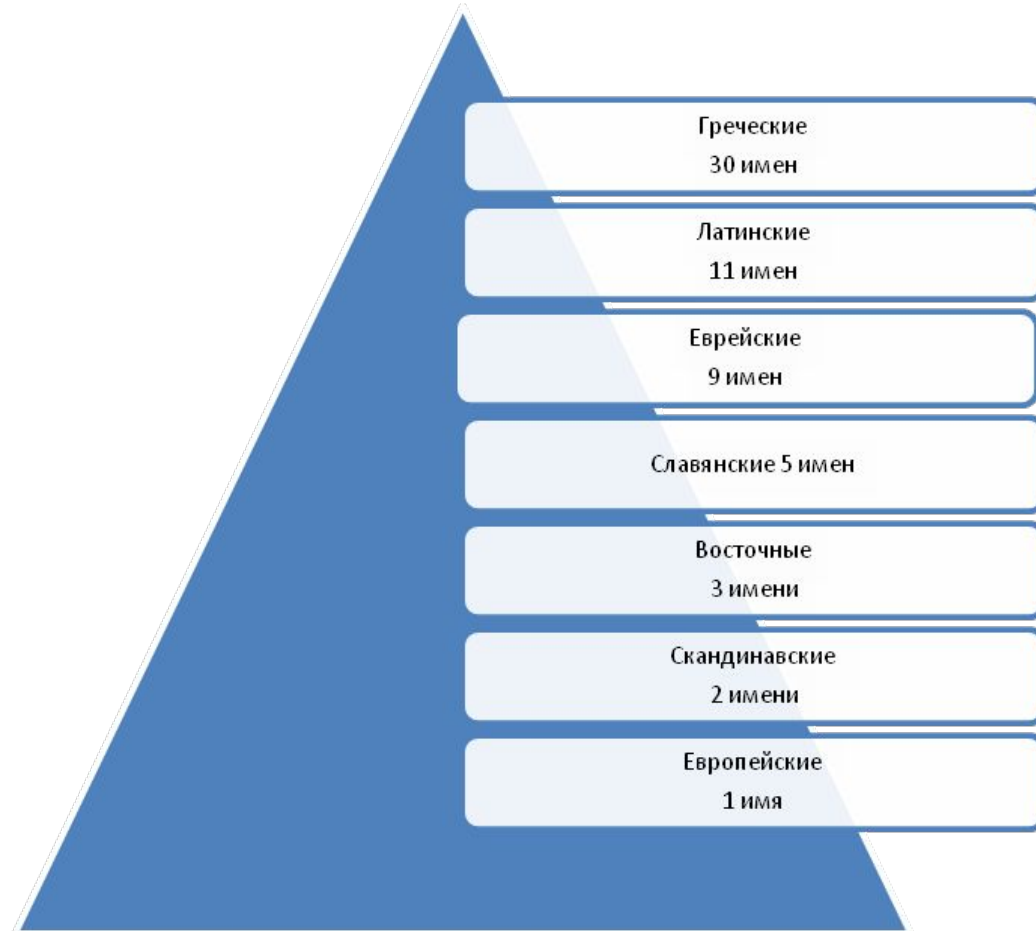 Греческие
30 имен
Латинские
11 имен
Еврейские
9 имен
Славянские 5 имен
Восточные
3 имени
Скандинавские
2 имени
Европейские
1 имя